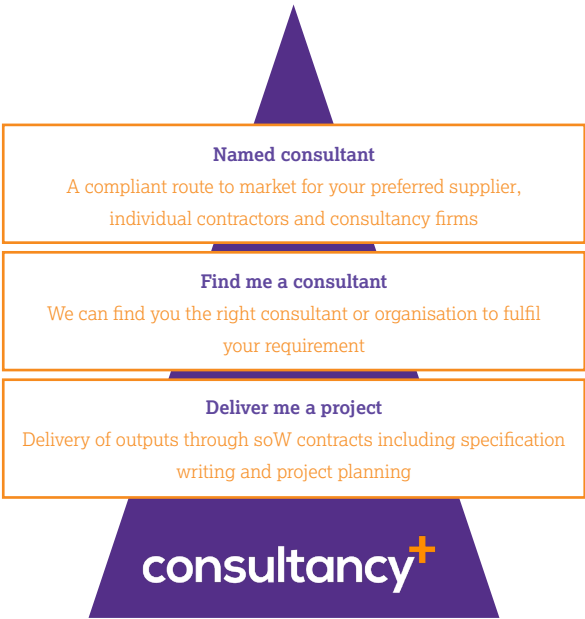 Named consultant
A compliant route to market for your preferred supplier,
individual contractors and consultancy firms
Find me a consultant
We can find you the right consultant or organisation to fulfil
your requirement
Deliver me a project
Delivery of outputs through soW contracts including specification
writing and project planning
consultancy+